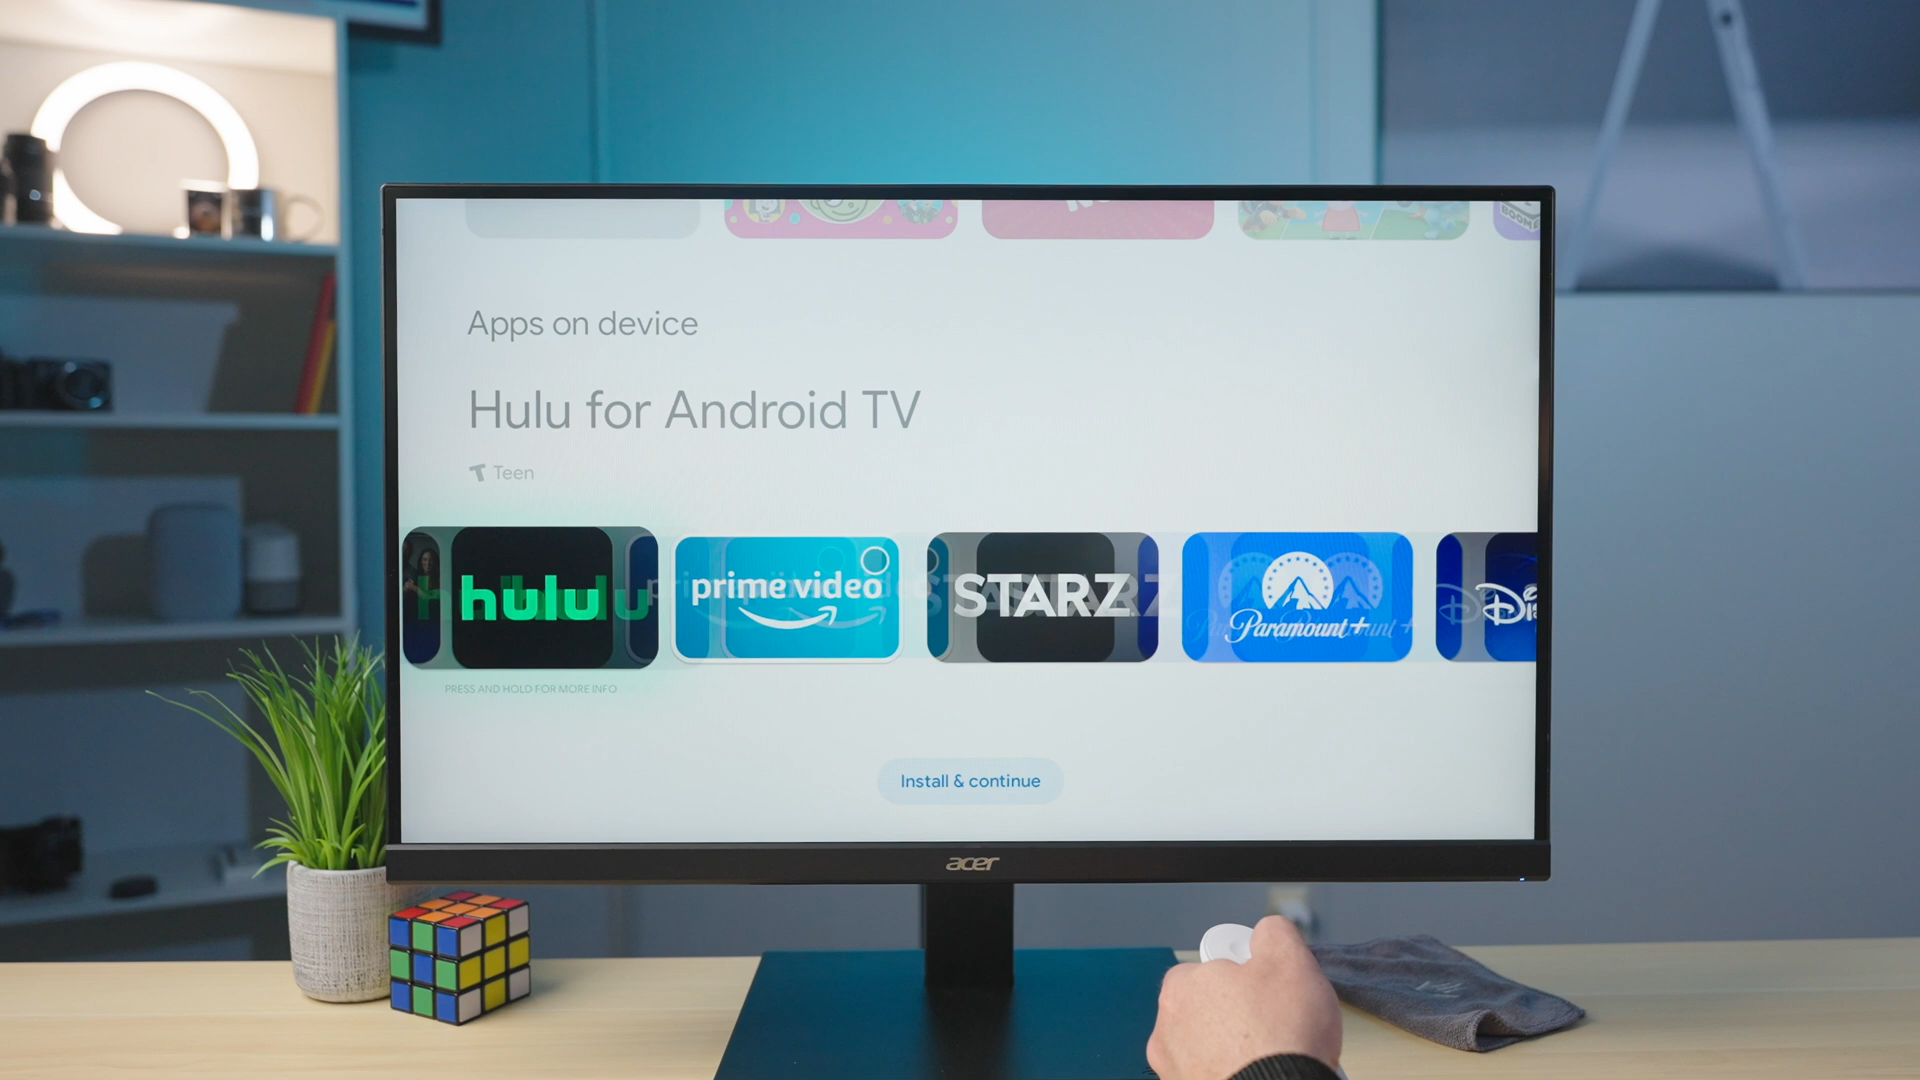 BOOM!
Apps on device
Hulu for Android TV
T Teen
hulu
prime video
STARZ
Paramount+
PRESS AND HOLD FOR MORE INFO
Install & continue
acer